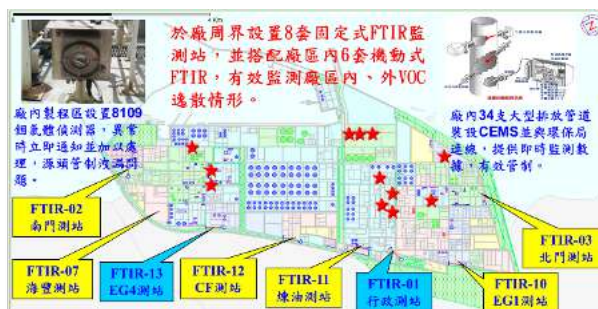 於廠周界設置8套固定式FTIR監
測站，並搭配廠區內6套機動式
FTIR，有效監測廠區內、外VOC
逸散情形。
廠內製程區設置8109
個氣體偵測器，異常
時立即通知並加以處
理，源頭管制洩漏問
題。
廠內34支大型排放管道
裝設CEMS並與環保局
連線，提供即時監測數
據，有效管制。
FTIR-02
南門測站
FTIR-03
北門測站
FTIR-07
海豐測站
FTIR-13
EG4測站
FTIR-12
CF測站
FTIR-11
煉油測站
FTIR-01
行政測站
FTIR-10
EG1測站